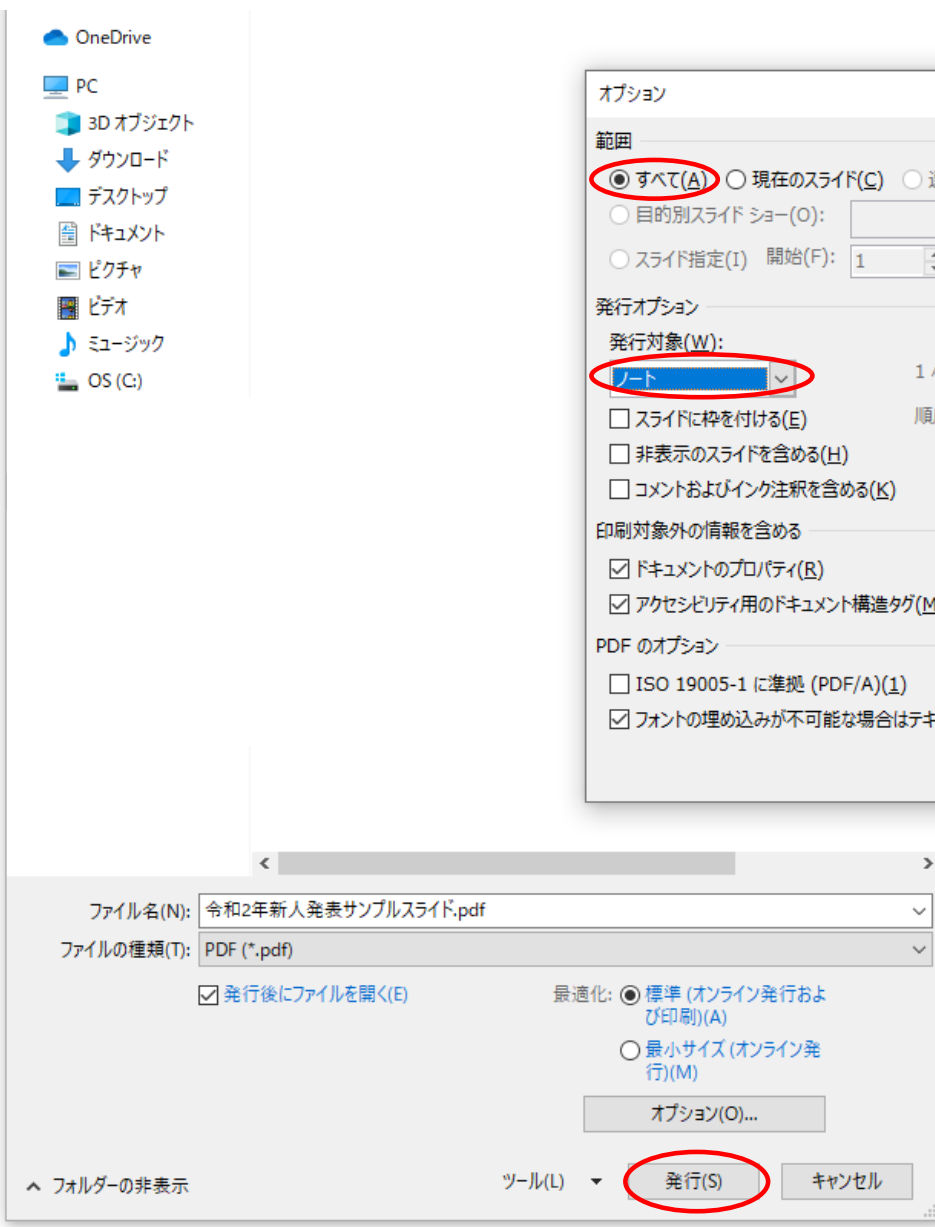 OneDrive
PC
3D オブジェクト
ダウンロード
デスクトップ
ドキュメント
ピクチャ
ビデオ
ミュージック
OS (C:)
オプション
範囲
すべて(A) 現在のスライド(C)
目的別スライド ショー(O):
スライド指定(I) 開始(F): 1
発行オプション
発行対象(W):
ノート 1
スライドに枠を付ける(E)
非表示のスライドを含める(H)
コメントおよびインク注釈を含める(K)
印刷対象外の情報を含める
ドキュメントのプロパティ(R)
アクセシビリティ用のドキュメント構造タグ(M
PDF のオプション
ISO 19005-1 に準拠 (PDF/A)(1)
フォントの埋め込みが不可能な場合はテキ
ファイル名(N): 令和2年新人発表サンプルスライド.pdf
ファイルの種類(T): PDF (*.pdf)
発行後にファイルを開く(E)
最適化: 標準 (オンライン発行およ
び印刷)(A)
最小サイズ (オンライン発
行)(M)
オプション(O)...
フォルダーの非表示
ツール(L) 発行(S) キャンセル